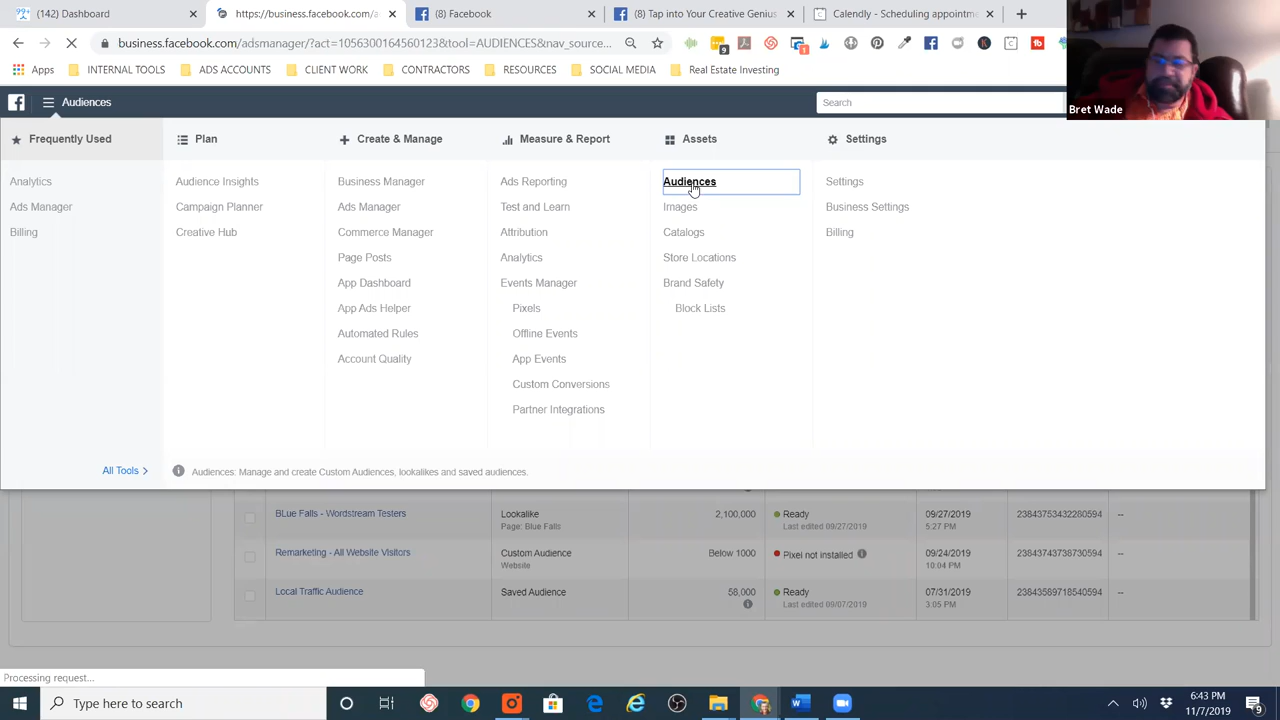 (142) Dashboard
https://business.facebook.com/a
(8) Facebook
(8) Tap into Your Creative Genius
Calendly - Scheduling appointme
business.facebook.com/adsmanager/?act=1056330164560123&tool=AUDIENCES&nav_source...
9
1
Apps
INTERNAL TOOLS
ADS ACCOUNTS
CLIENT WORK
CONTRACTORS
RESOURCES
SOCIAL MEDIA
Real Estate Investing
Bret Wade
Audiences
Search
Frequently Used
Plan
Create & Manage
Measure & Report
Assets
Settings
Analytics
Audience Insights
Business Manager
Ads Reporting
Audiences
Settings
Ads Manager
Campaign Planner
Ads Manager
Test and Learn
Images
Business Settings
Billing
Creative Hub
Commerce Manager
Attribution
Catalogs
Billing
Page Posts
Analytics
Store Locations
App Dashboard
Events Manager
Brand Safety
App Ads Helper
Pixels
Block Lists
Automated Rules
Offline Events
Account Quality
App Events
Custom Conversions
Partner Integrations
All Tools
Audiences: Manage and create Custom Audiences, lookalikes and saved audiences.
BLue Falls - Wordstream Testers
Lookalike
Page: Blue Falls
2,100,000
Ready
Last edited 09/27/2019
09/27/2019
5:27 PM
23843753432280594
--
Remarketing - All Website Visitors
Custom Audience
Website
Below 1000
Pixel not installed
09/24/2019
10:04 PM
23843743738730594
--
Local Traffic Audience
Saved Audience
58,000
Ready
Last edited 09/07/2019
07/31/2019
3:05 PM
23843589718540594
--
Processing request...
Type here to search
6:43 PM
11/7/2019
9